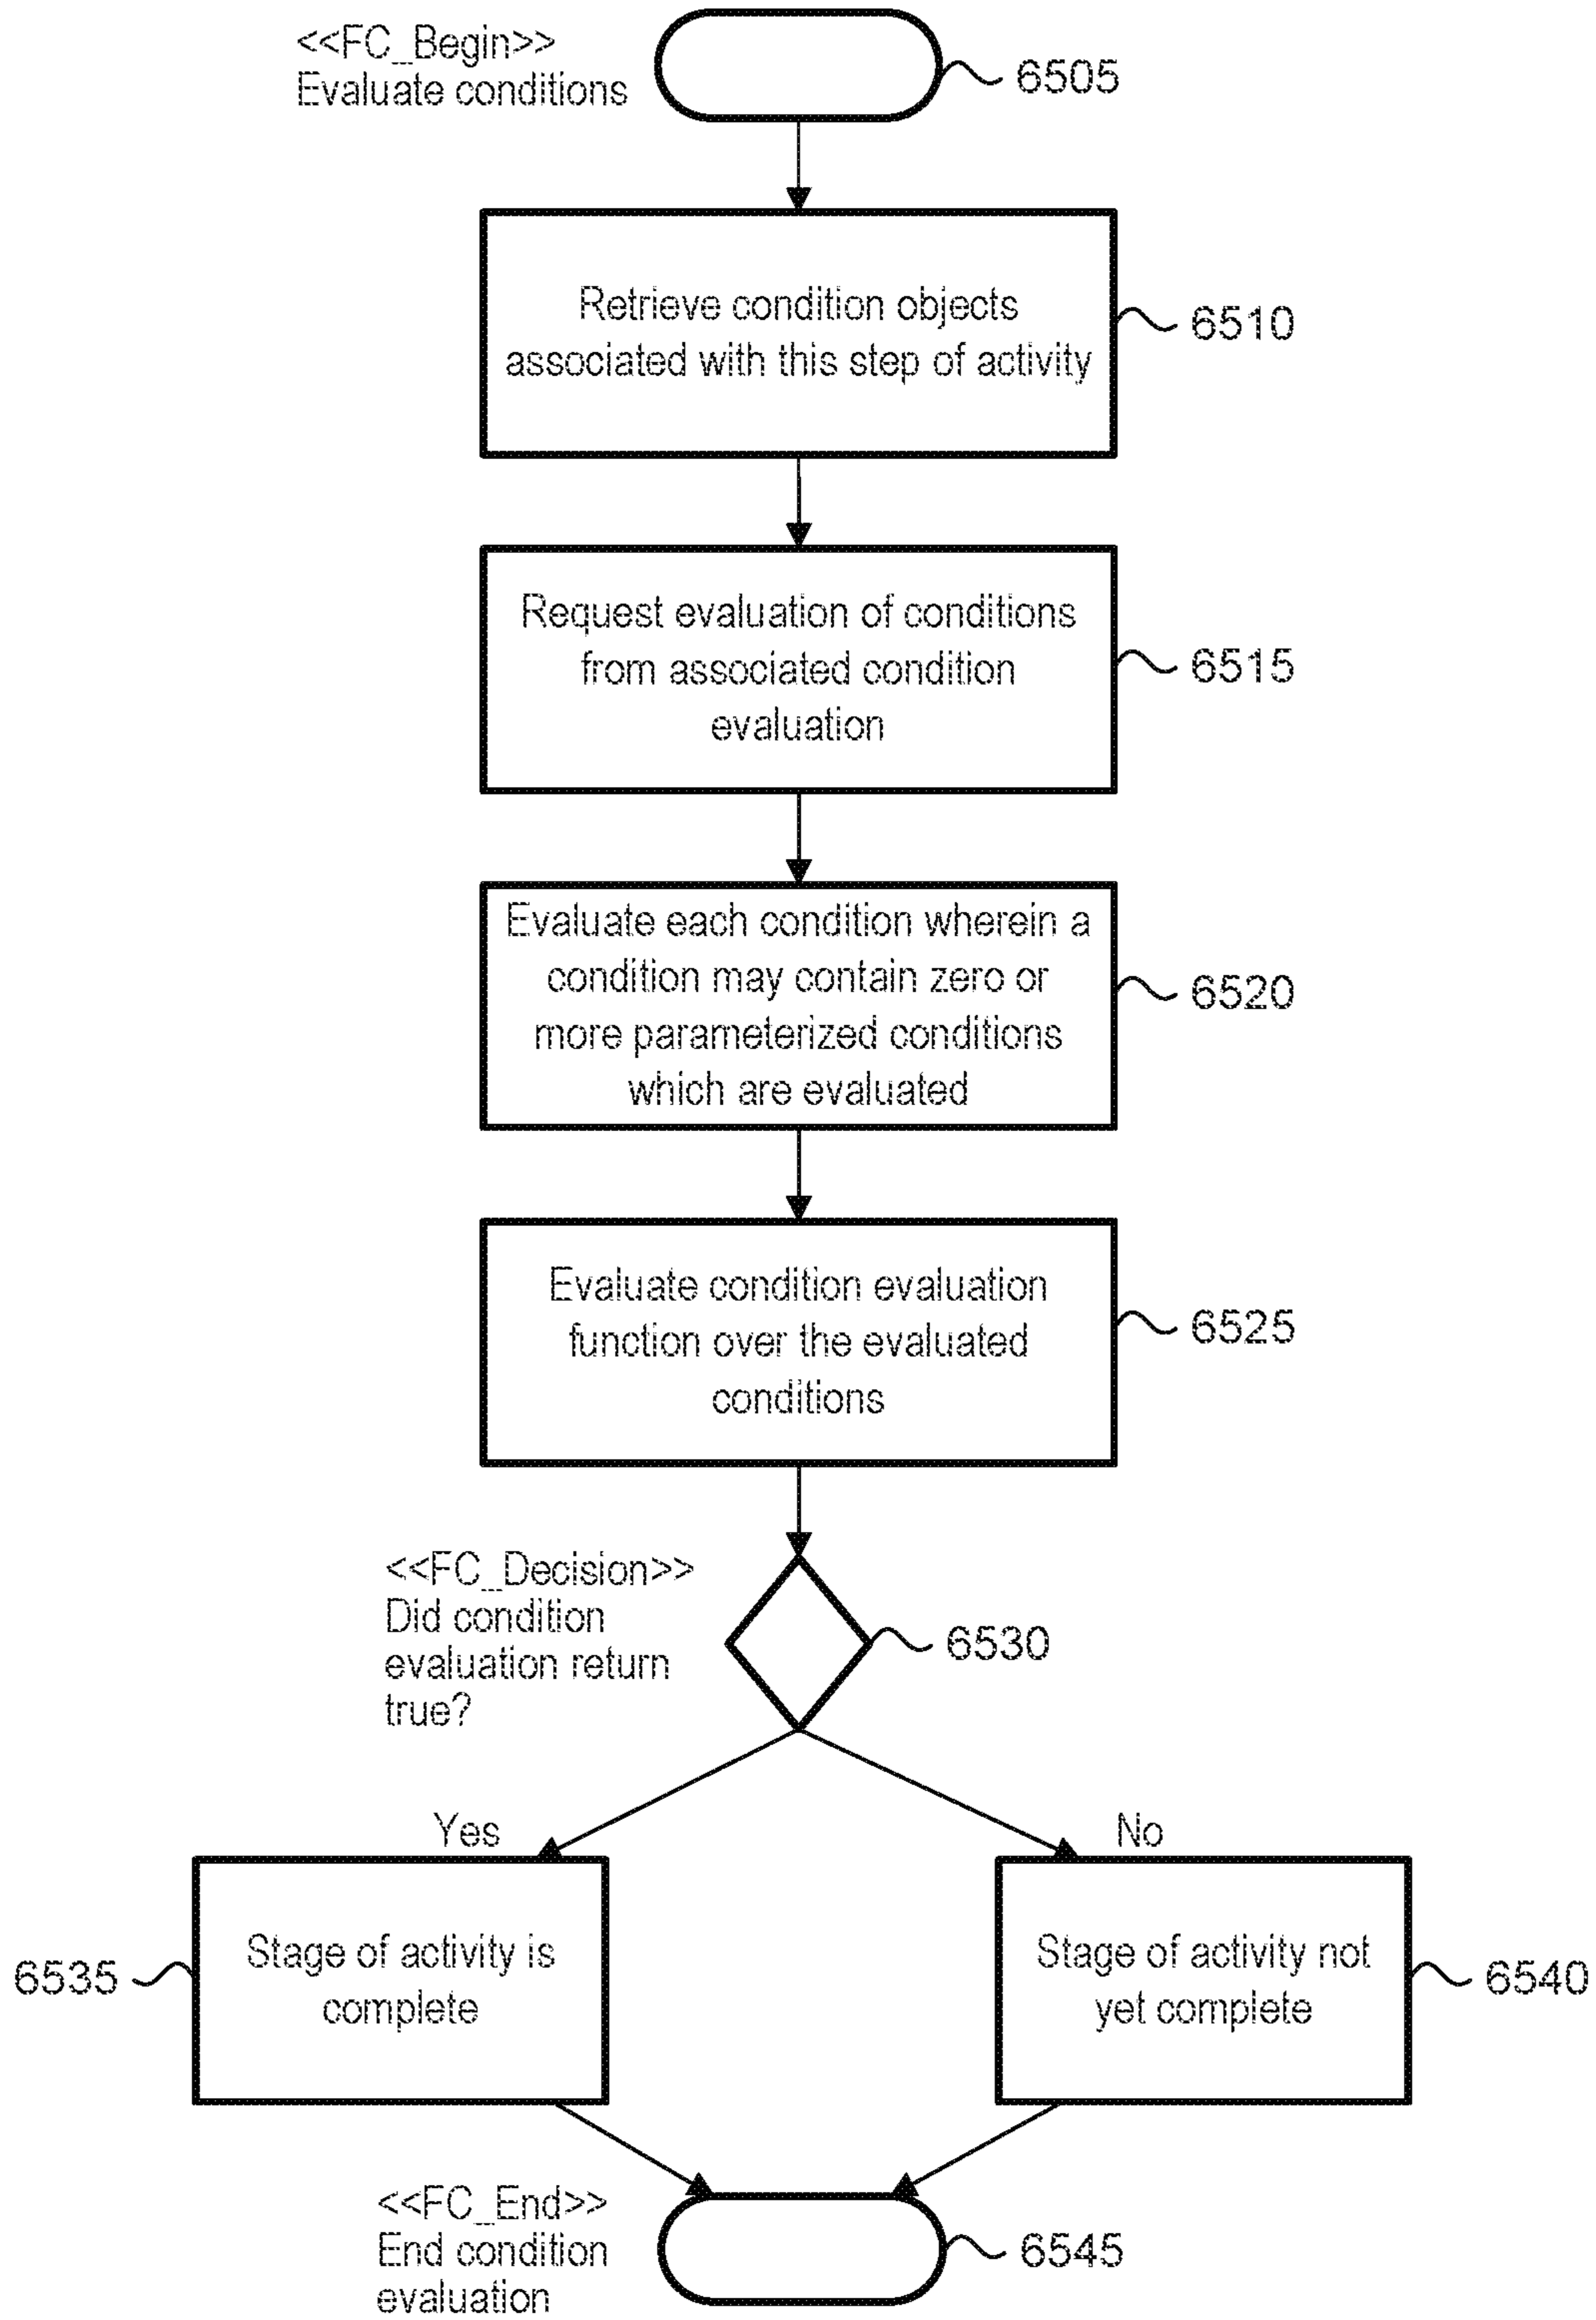 <<FC_Begin>>
Evaluate conditions
6505
Retrieve condition objects
associated with this step of activity
6510
Request evaluation of conditions
from associated condition
evaluation
6515
Evaluate each condition wherein a
condition may contain zero or
more parameterized conditions
which are evaluated
6520
Evaluate condition evaluation
function over the evaluated
conditions
6525
<<FC_Decision>>
Did condition
evaluation return
true?
6530
Yes
No
Stage of activity is
complete
6535
Stage of activity not
yet complete
6540
<<FC_End>>
End condition
evaluation
6545